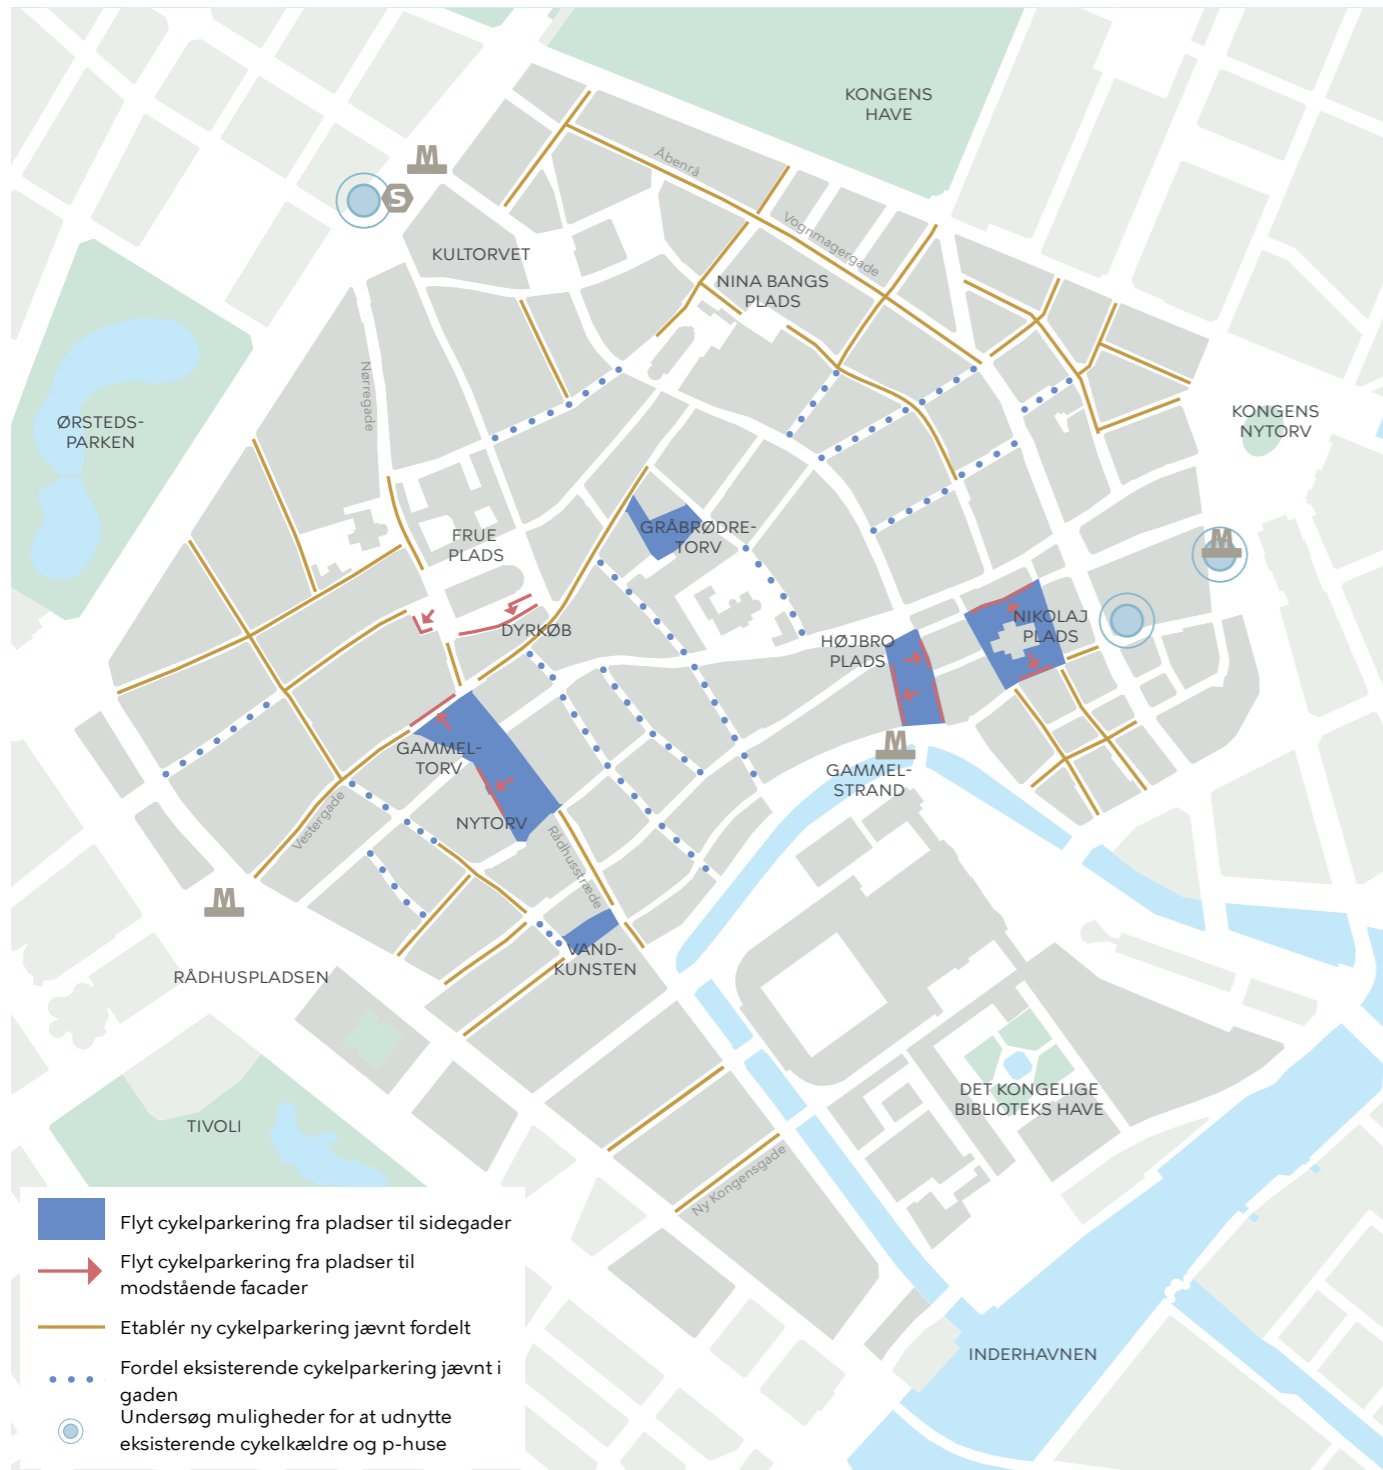 KONGENS
HAVE
Åbenrå
M
S
Vognmagergade
KULTORVET
NINA BANGS
PLADS
Nørregade
ØRSTEDS-
PARKEN
KONGENS
NYTORV
FRUE
PLADS
GRÅBRØDRE-
TORV
M
DYRKØB
NIKOLAJ
PLADS
HØJBRO
PLADS
GAMMEL-
TORV
M
GAMMEL-
STRAND
Vestergade
NYTORV
Rådhusstræde
M
VAND-
KUNSTEN
RÅDHUSPLADSEN
DET KONGELIGE
BIBLIOTEKS HAVE
TIVOLI
Ny Kongensgade
INDERHAVNEN
Flyt cykelparkering fra pladser til sidegader
Flyt cykelparkering fra pladser til
modstående facader
Etablér ny cykelparkering jævnt fordelt
Fordel eksisterende cykelparkering jævnt i
gaden
Undersøg muligheder for at udnytte
eksisterende cykelkældre og p-huse